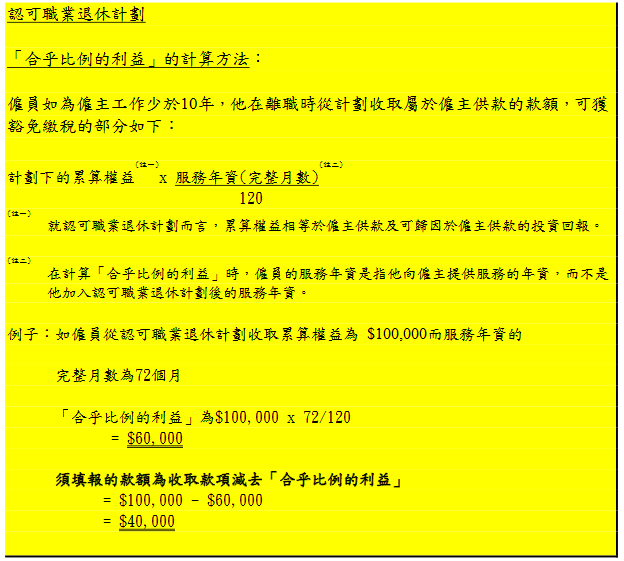 認可職業退休計劃
「合乎比例的利益」的計算方法：
僱員如為僱主工作少於10年，他在離職時從計劃收取屬於僱主供款的款額，可獲
豁免繳稅的部分如下：
計劃下的累算權益(註一) x 服務年資(完整月數)(註二)
120
(註一)
就認可職業退休計劃而言，累算權益相等於僱主供款及可歸因於僱主供款的投資回報。
(註二)
在計算「合乎比例的利益」時，僱員的服務年資是指他向僱主提供服務的年資，而不是
他加入認可職業退休計劃後的服務年資。
例子：如僱員從認可職業退休計劃收取累算權益為 $100,000而服務年資的
完整月數為72個月
「合乎比例的利益」為$100,000 x 72/120
= $60,000
須填報的款額為收取款項減去「合乎比例的利益」
= $100,000 - $60,000
= $40,000